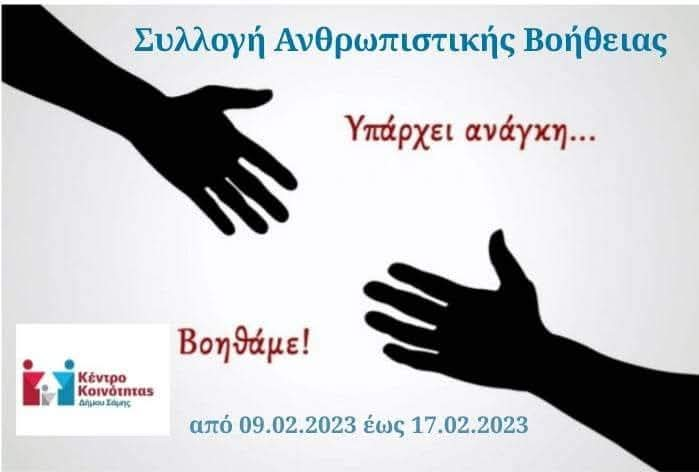 Συλλογή Ανθρωπιστικής Βοήθειας
Υπάρχει ανάγκη...
Βοηθάμε!
Κέντρο
Κοινότητας
Δήμου Σάμης
από 09.02.2023 έως 17.02.2023